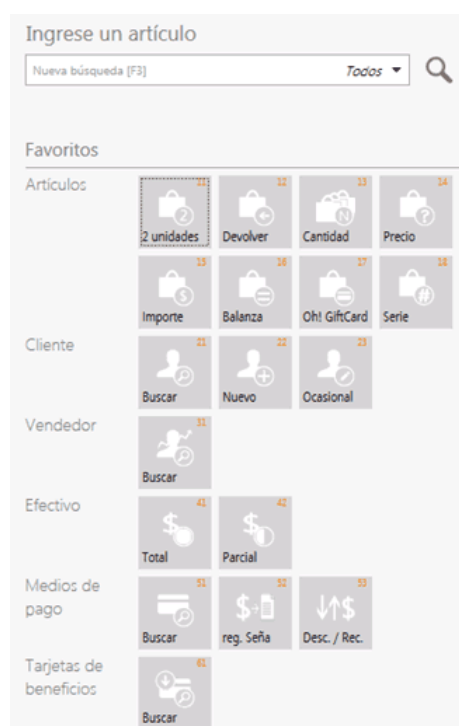 Ingrese un artículo
Nueva búsqueda [F3] Todos
Favoritos
Artículos
11 12 13 14
2 unidades Devolver Cantidad Precio
15 16 17 18
Importe Balanza Oh! GiftCard Serie
Cliente
21 22 23
Buscar Nuevo Ocasional
Vendedor
31
Buscar
Efectivo
41 42
Total Parcial
Medios de
pago
51 52 53
Buscar reg. Seña Desc. / Rec.
Tarjetas de
beneficios
61
Buscar